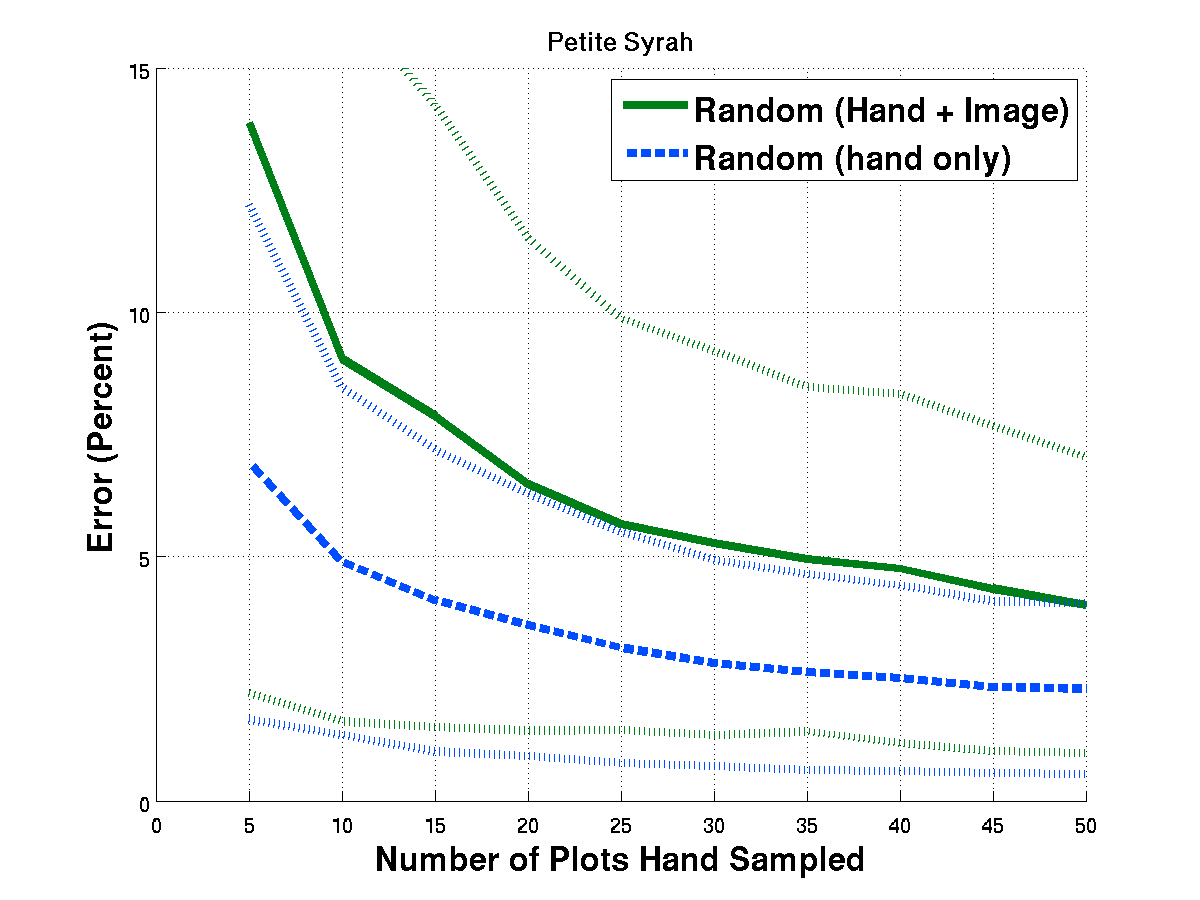 Petite Syrah
Random (Hand + Image)
Random (hand only)
Error (Percent)
15
10
5
0
0 5 10 15 20 25 30 35 40 45 50
Number of Plots Hand Sampled